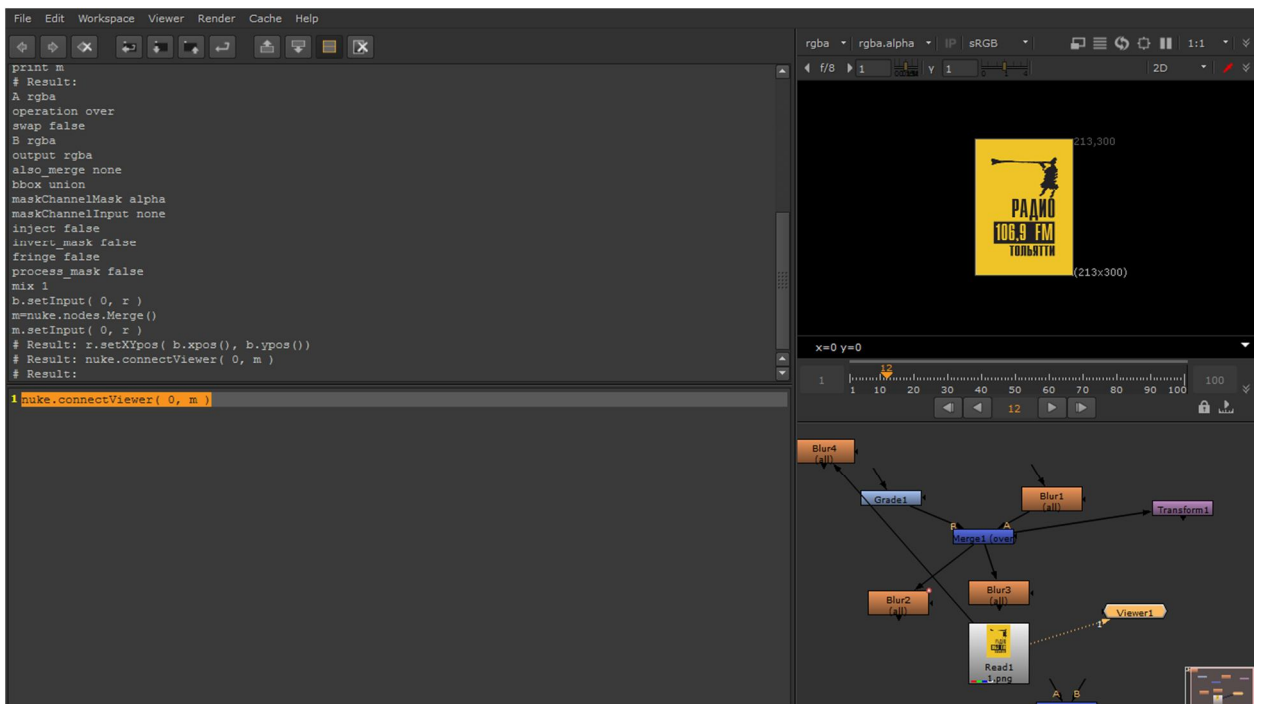 File Edit Workspace Viewer Render Cache Help
print m
# Result:
A rgba
operation over
swap false
B rgba
output rgba
also_merge none
bbox union
maskChannelMask alpha
maskChannelInput none
inject false
invert_mask false
fringe false
process_mask false
mix 1
b.setInput( 0, r )
m=nuke.nodes.Merge()
m.setInput( 0, r )
# Result: r.setXYpos( b.xpos(), b.ypos())
# Result: nuke.connectViewer( 0, m )
# Result:
1 nuke.connectViewer( 0, m )
rgba rgba.alpha IP sRGB 1:1
f/8 1 Y 1 2D
213,300
РАДИО
106,9 FM
ТОЛЬЯТТИ
(213x300)
x=0 y=0
12
1 100
1 10 20 30 40 50 60 70 80 90 100
12
Blur4
(all)
Grade1
Blur1
(all)
Transform1
B A
Merge1 (over
Blur2
(all)
Blur3
(all)
Viewer1
1
Read1
1.png
A B